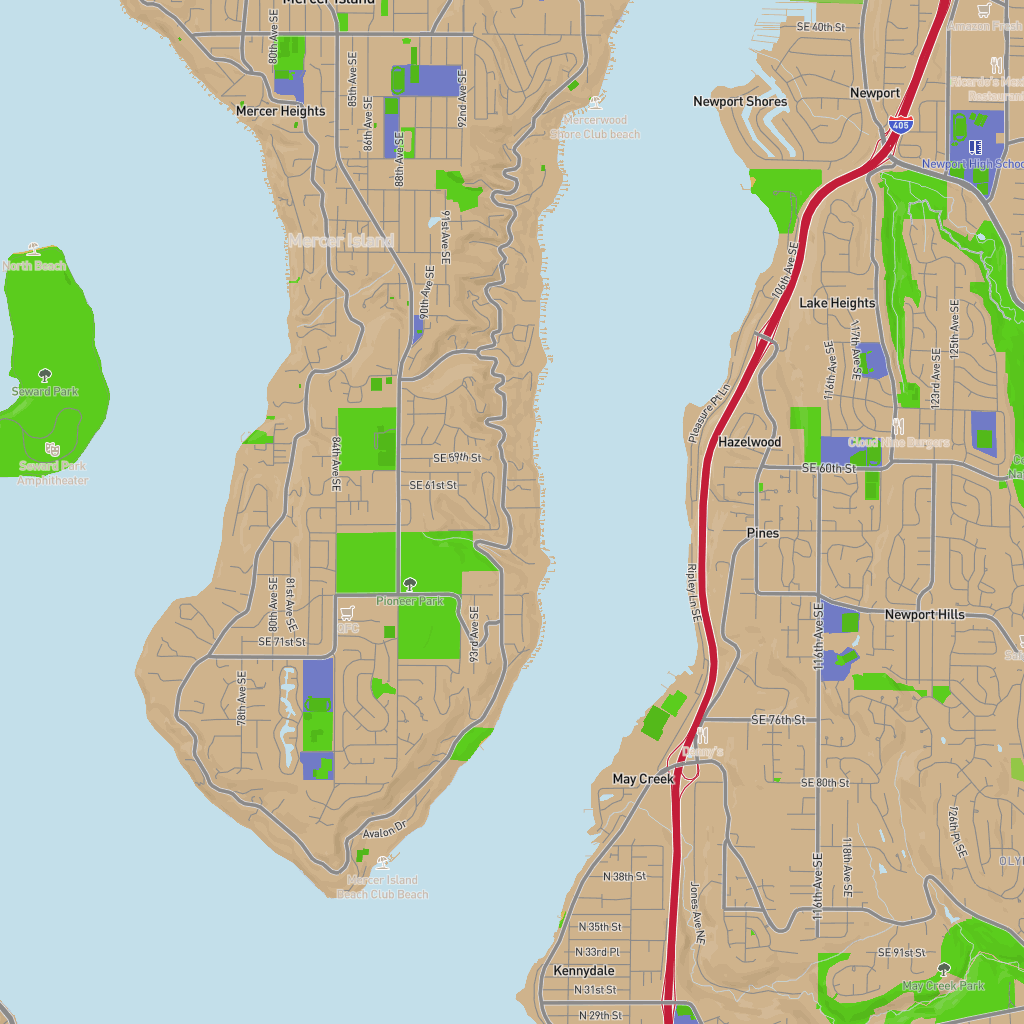 Mercer Island
SE 40th St
Amazon Fresh
80th Ave SE
85th Ave SE
92nd Ave SE
Newport
Newport Shores
Mercer Heights
86th Ave SE
88th Ave SE
Mercerwood
Shore Club beach
405
Newport High School
91st Ave SE
Mercer Island
North Beach
90th Ave SE
106th Ave SE
Lake Heights
117th Ave SE
116th Ave SE
125th Ave SE
123rd Ave SE
Seward Park
Pleasure Pt Ln
Hazelwood
Cloud Nine Burgers
84th Ave SE
SE 59th St
Seward Park
Amphitheater
SE 60th St
SE 61st St
Pines
Ripley Ln SE
80th Ave SE
81st Ave SE
Pioneer Park
QFC
93rd Ave SE
116th Ave SE
Newport Hills
SE 71st St
78th Ave SE
SE 76th St
Denny's
May Creek
SE 80th St
Avalon Dr
126th Pl SE
118th Ave SE
116th Ave SE
Mercer Island
Beach Club Beach
N 38th St
Jones Ave NE
N 35th St
N 33rd Pl
SE 91st St
Kennydale
N 31st St
May Creek Park
N 29th St